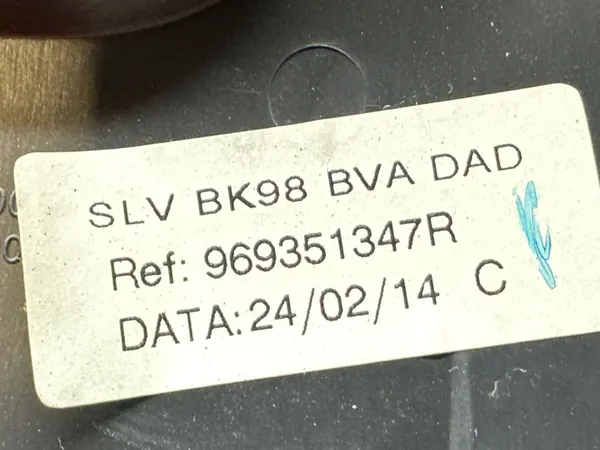 SLV BK98 BVA DAD
Ref: 969351347R
DATA:24/02/14 C